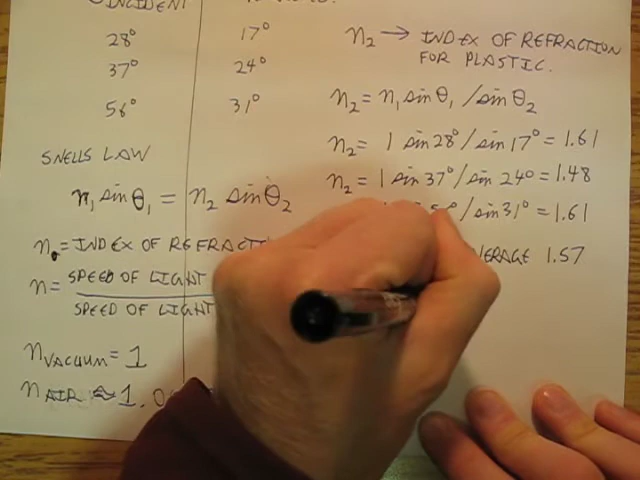 INCIDENT
28° 17°
37° 24°
56° 31°
SNELLS LAW
n₁ sin θ₁ = n₂ sin θ₂
n = INDEX OF REFRACT
n = SPEED OF LIGHT
SPEED OF LIGHT
nVACUUM = 1
nAIR ≈ 1.0
n₂ → INDEX OF REFRACTION
FOR PLASTIC.
n₂ = n₁ sin θ₁ / sin θ₂
n₂ = 1 sin 28° / sin 17° = 1.61
n₂ = 1 sin 37° / sin 24° = 1.48
/ sin 31° = 1.61
VERAGE 1.57